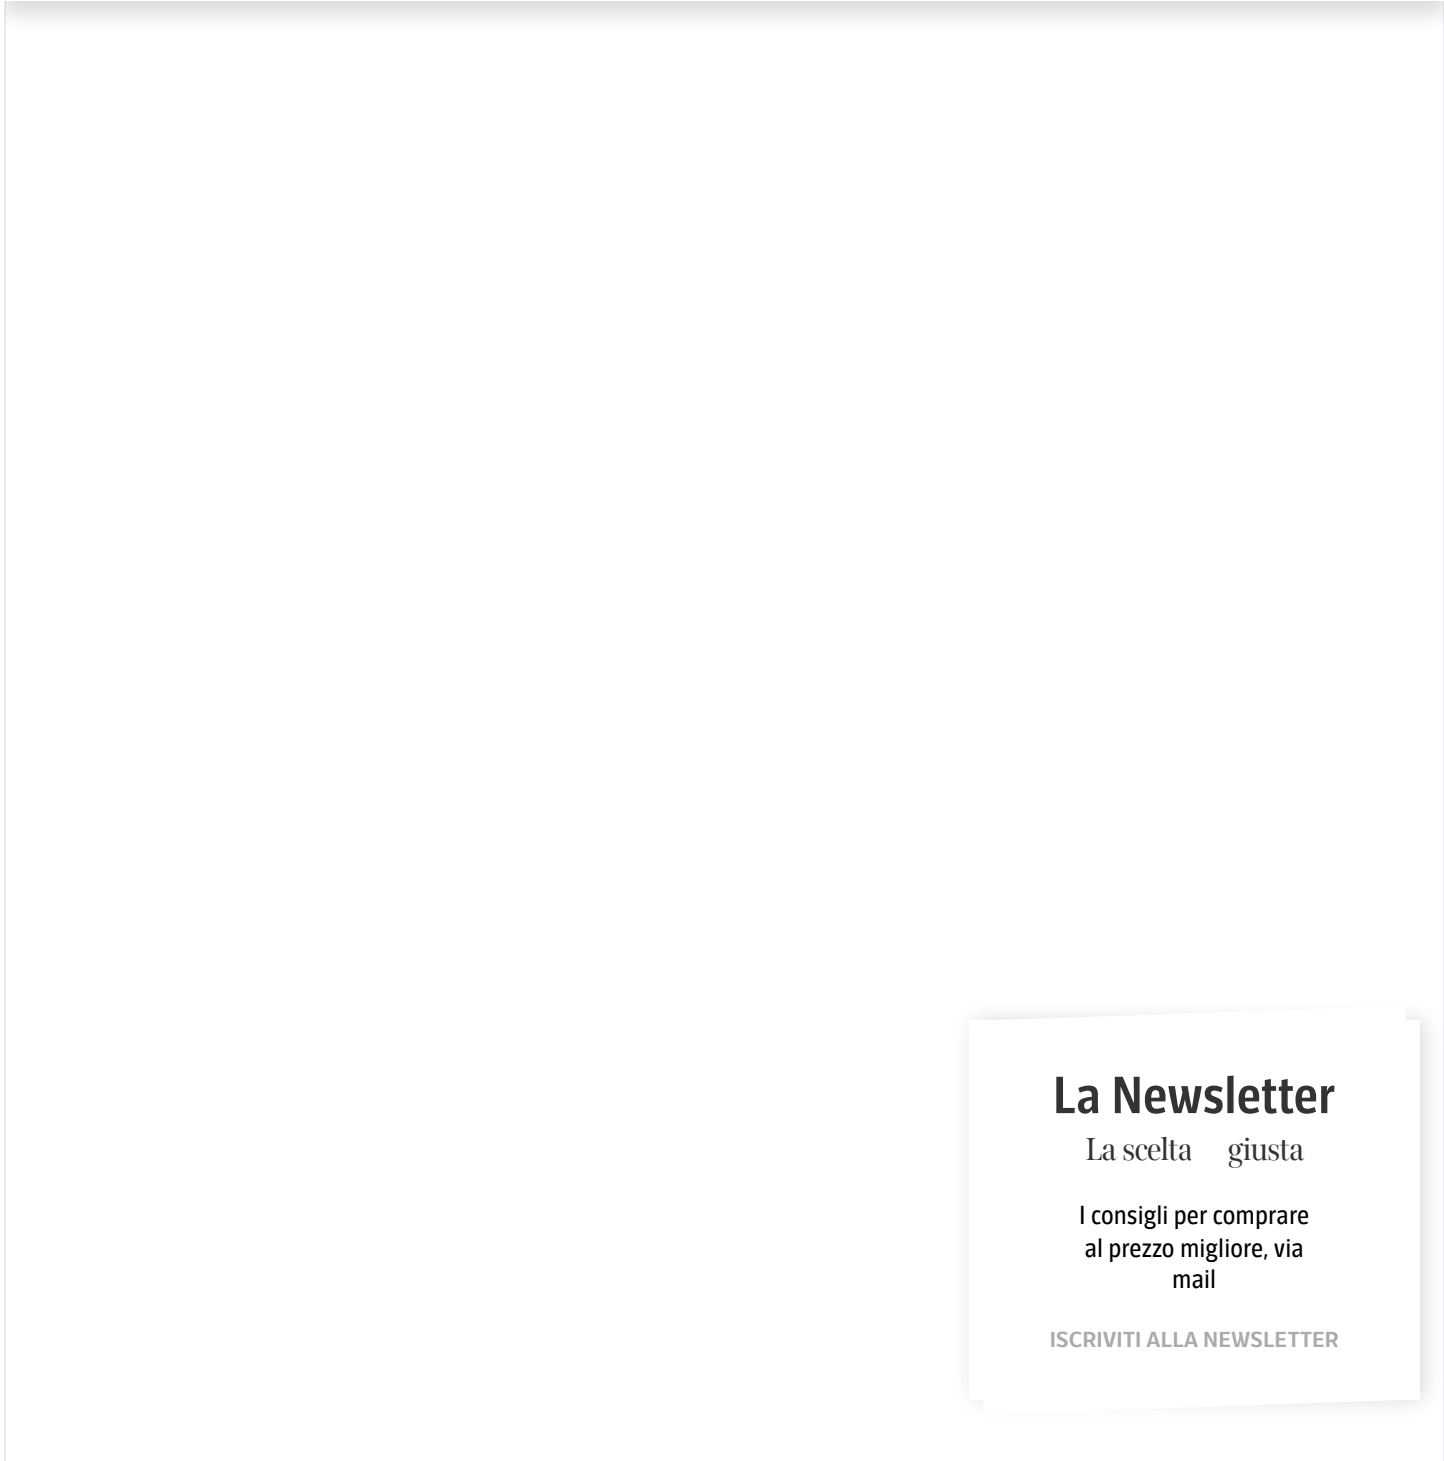 La Newsletter
La scelta giusta
I consigli per comprare
al prezzo migliore, via
mail
ISCRIVITI ALLA NEWSLETTER